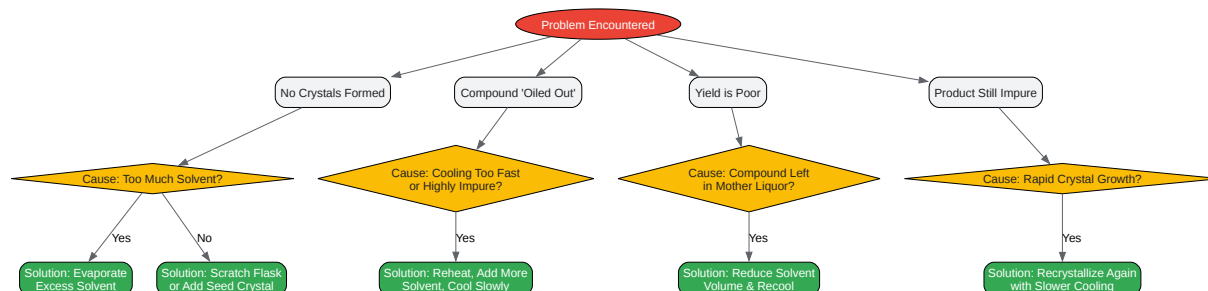 Problem Encountered
No Crystals Formed
Compound 'Oiled Out'
Yield is Poor
Product Still Impure
Cause: Too Much Solvent?
Cause: Cooling Too Fast
or Highly Impure?
Cause: Compound Left
in Mother Liquor?
Cause: Rapid Crystal Growth?
Yes
No
Yes
Yes
Yes
Solution: Evaporate
Excess Solvent
Solution: Scratch Flask
or Add Seed Crystal
Solution: Reheat, Add More
Solvent, Cool Slowly
Solution: Reduce Solvent
Volume & Recool
Solution: Recrystallize Again
with Slower Cooling